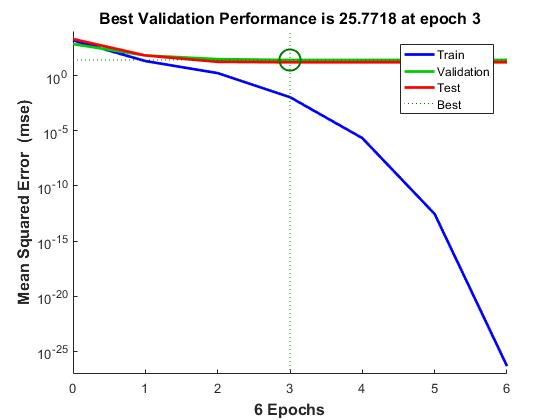 Best Validation Performance is 25.7718 at epoch 3
Mean Squared Error (mse)
10^0
10^-5
10^-10
10^-15
10^-20
10^-25
Train
Validation
Test
Best
0 1 2 3 4 5 6
6 Epochs